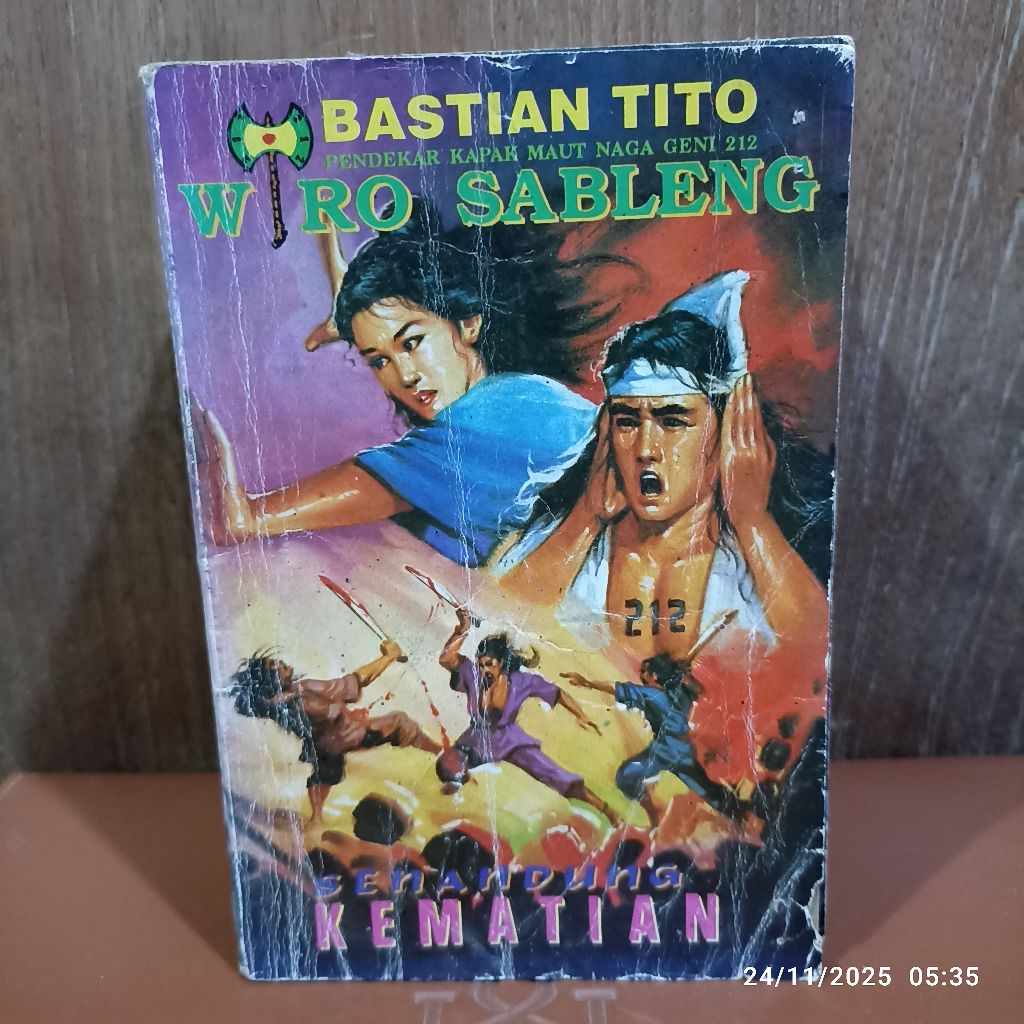 BASTIAN TITO
PENDEKAR KAPAK MAUT NAGA GENI 212
WIRO SABLENG
212
SENANDUNG
KEMATIAN
24/11/2025 05:35